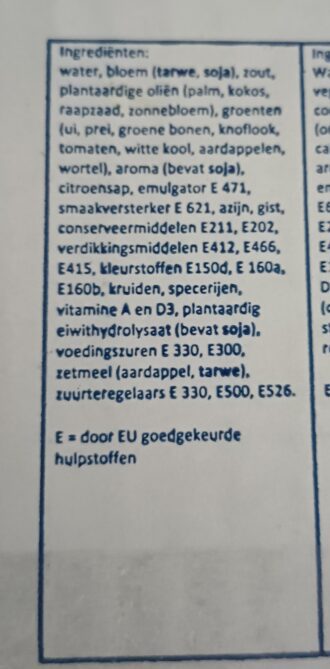 Ingrediënten:
water, bloem (tarwe, soja), zout,
plantaardige oliën (palm, kokos,
raapzaad, zonnebloem), groenten
(ui, prei, groene bonen, knoflook,
tomaten, witte kool, aardappelen,
wortel), aroma (bevat soja),
citroensap, emulgator E 471,
smaakversterker E 621, azijn, gist,
conserveermiddelen E211, E202,
verdikkingsmiddelen E412, E466,
E415, kleurstoffen E150d, E 160a,
E160b, kruiden, specerijen,
vitamine A en D3, plantaardig
eiwithydrolysaat (bevat soja),
voedingszuren E 330, E300,
zetmeel (aardappel, tarwe),
zuurteregelaars E 330, E500, E526.
E = door EU goedgekeurde
hulpstoffen